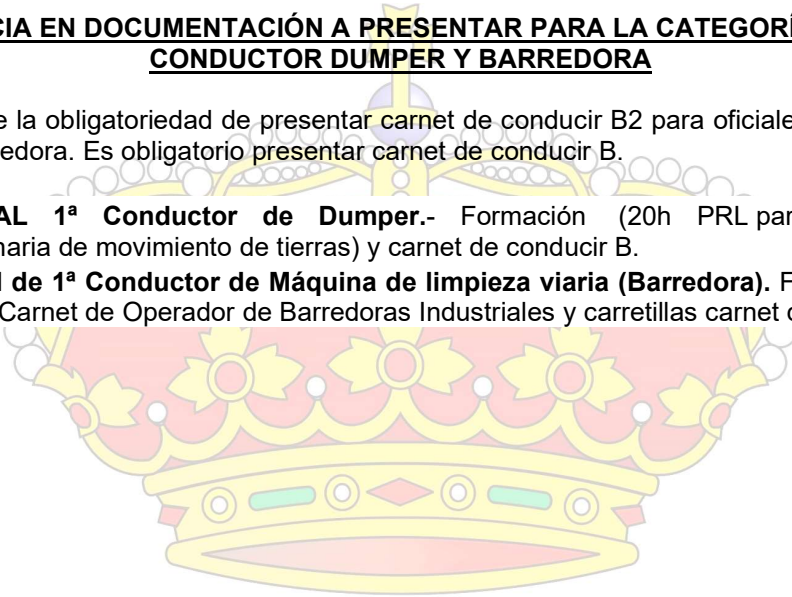 CIA EN DOCUMENTACIÓN A PRESENTAR PARA LA CATEGORÍ
CONDUCTOR DUMPER Y BARREDORA
e la obligatoriedad de presentar carnet de conducir B2 para oficiale
edora. Es obligatorio presentar carnet de conducir B.
AL 1ª Conductor de Dumper.- Formación (20h PRL par
naria de movimiento de tierras) y carnet de conducir B.
l de 1ª Conductor de Máquina de limpieza viaria (Barredora). F
Carnet de Operador de Barredoras Industriales y carretillas carnet